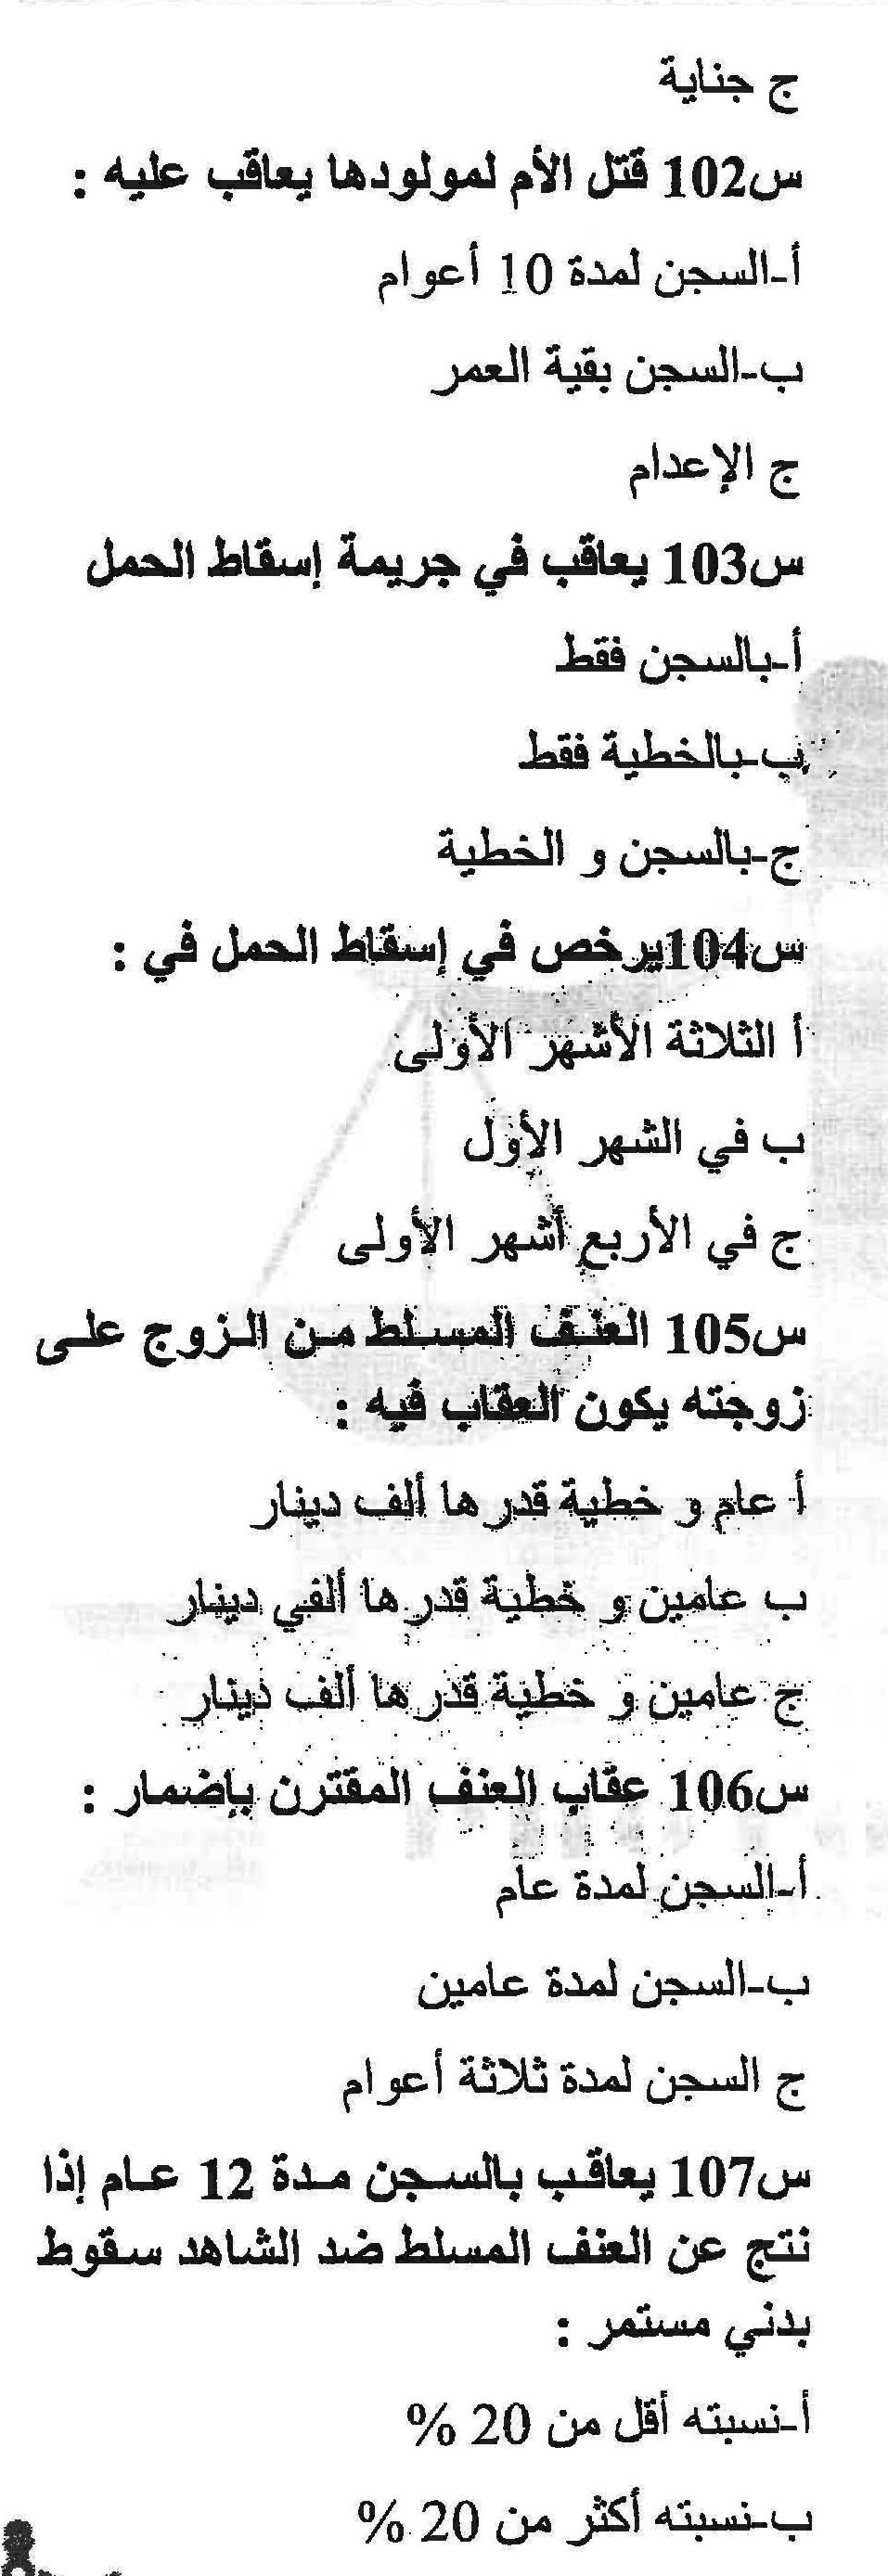 ج جناية
س102 قتل الأم لمولودها يعاقب عليه :
أ-السجن لمدة 10 أعوام
ب-السجن بقية العمر
ج الإعدام
س103 يعاقب في جريمة إسقاط الحمل
أ-بالسجن فقط
ب-بالخطية فقط
ج-بالسجن و الخطية
س104يرخص في إسقاط الحمل في :
أ الثلاثة الأشهر الأولى
ب في الشهر الأول
ج في الأربع أشهر الأولى
س105 العنف المسلط من الزوج على
زوجته يكون العقاب فيه :
أ عام و خطية قدرها ألف دينار
ب عامين و خطية قدرها ألفي دينار
ج عامين و خطية قدرها ألف دينار
س106 عقاب العنف المقترن بإضمار :
أ-السجن لمدة عام
ب-السجن لمدة عامين
ج السجن لمدة ثلاثة أعوام
س107 يعاقب بالسجن مدة 12 عام إذا
نتج عن العنف المسلط ضد الشاهد سقوط
بدني مستمر :
أ-نسبته أقل من 20 %
ب-نسبته أكثر من 20 %